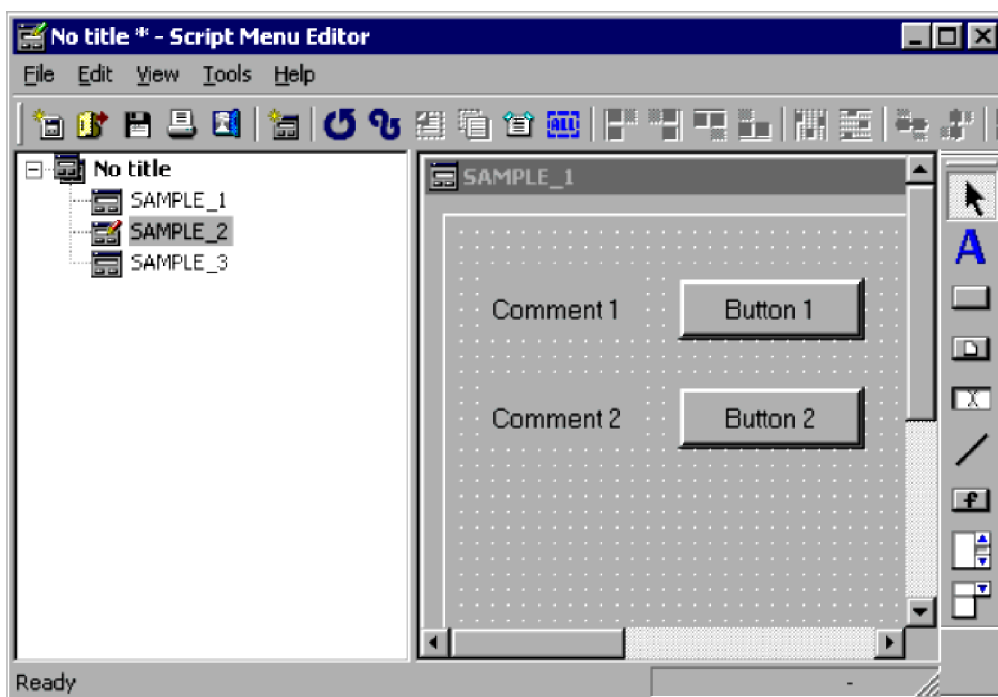 No title * - Script Menu Editor
File Edit View Tools Help
ALL
No title
SAMPLE_1
SAMPLE_2
SAMPLE_3
SAMPLE_1
A
Comment 1 Button 1
Comment 2 Button 2
f
Ready -